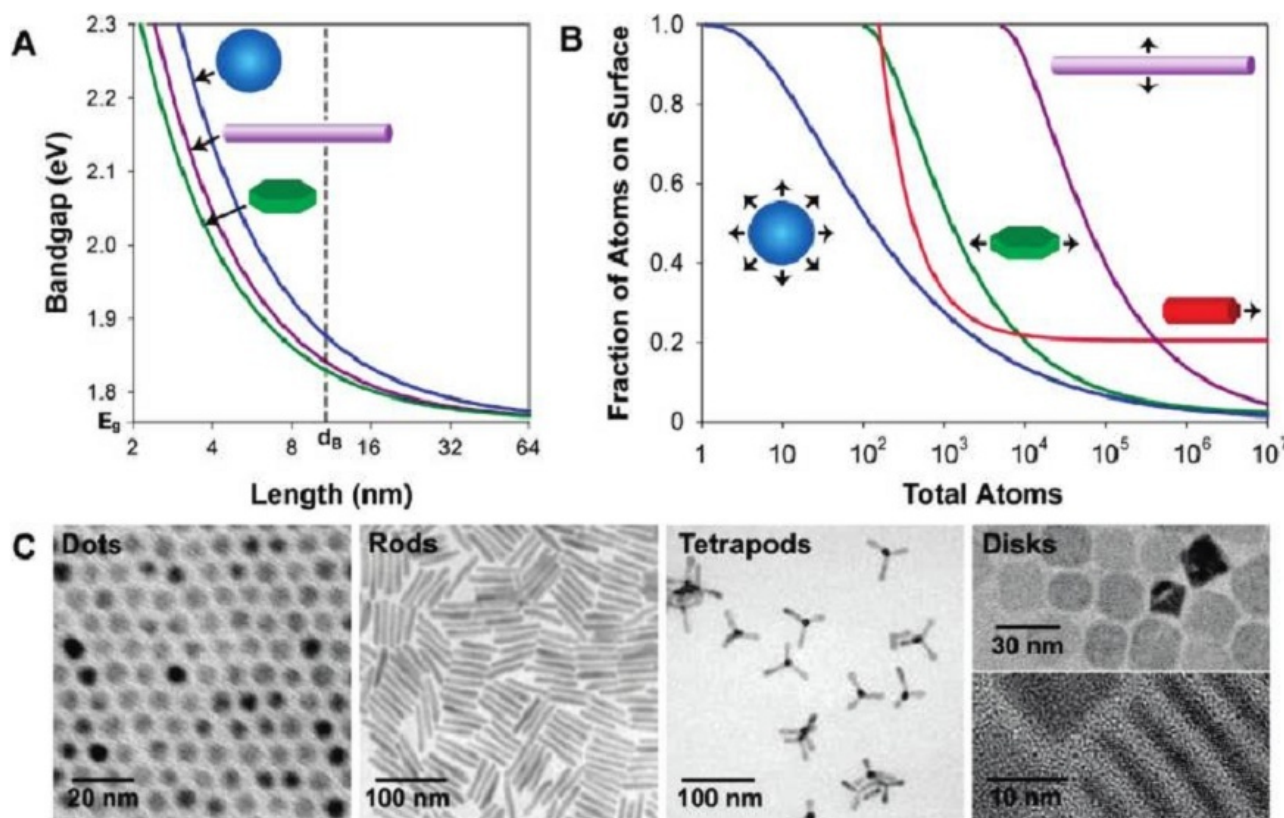 A
Bandgap (eV)
2.3
2.2
2.1
2.0
1.9
1.8
Eg
2
4
8
dB
16
32
64
Length (nm)
B
Fraction of Atoms on Surface
1.0
0.8
0.6
0.4
0.2
0
1
10
10²
10³
10⁴
10⁵
10⁶
10⁷
Total Atoms
C
Dots
20 nm
Rods
100 nm
Tetrapods
100 nm
Disks
30 nm
10 nm